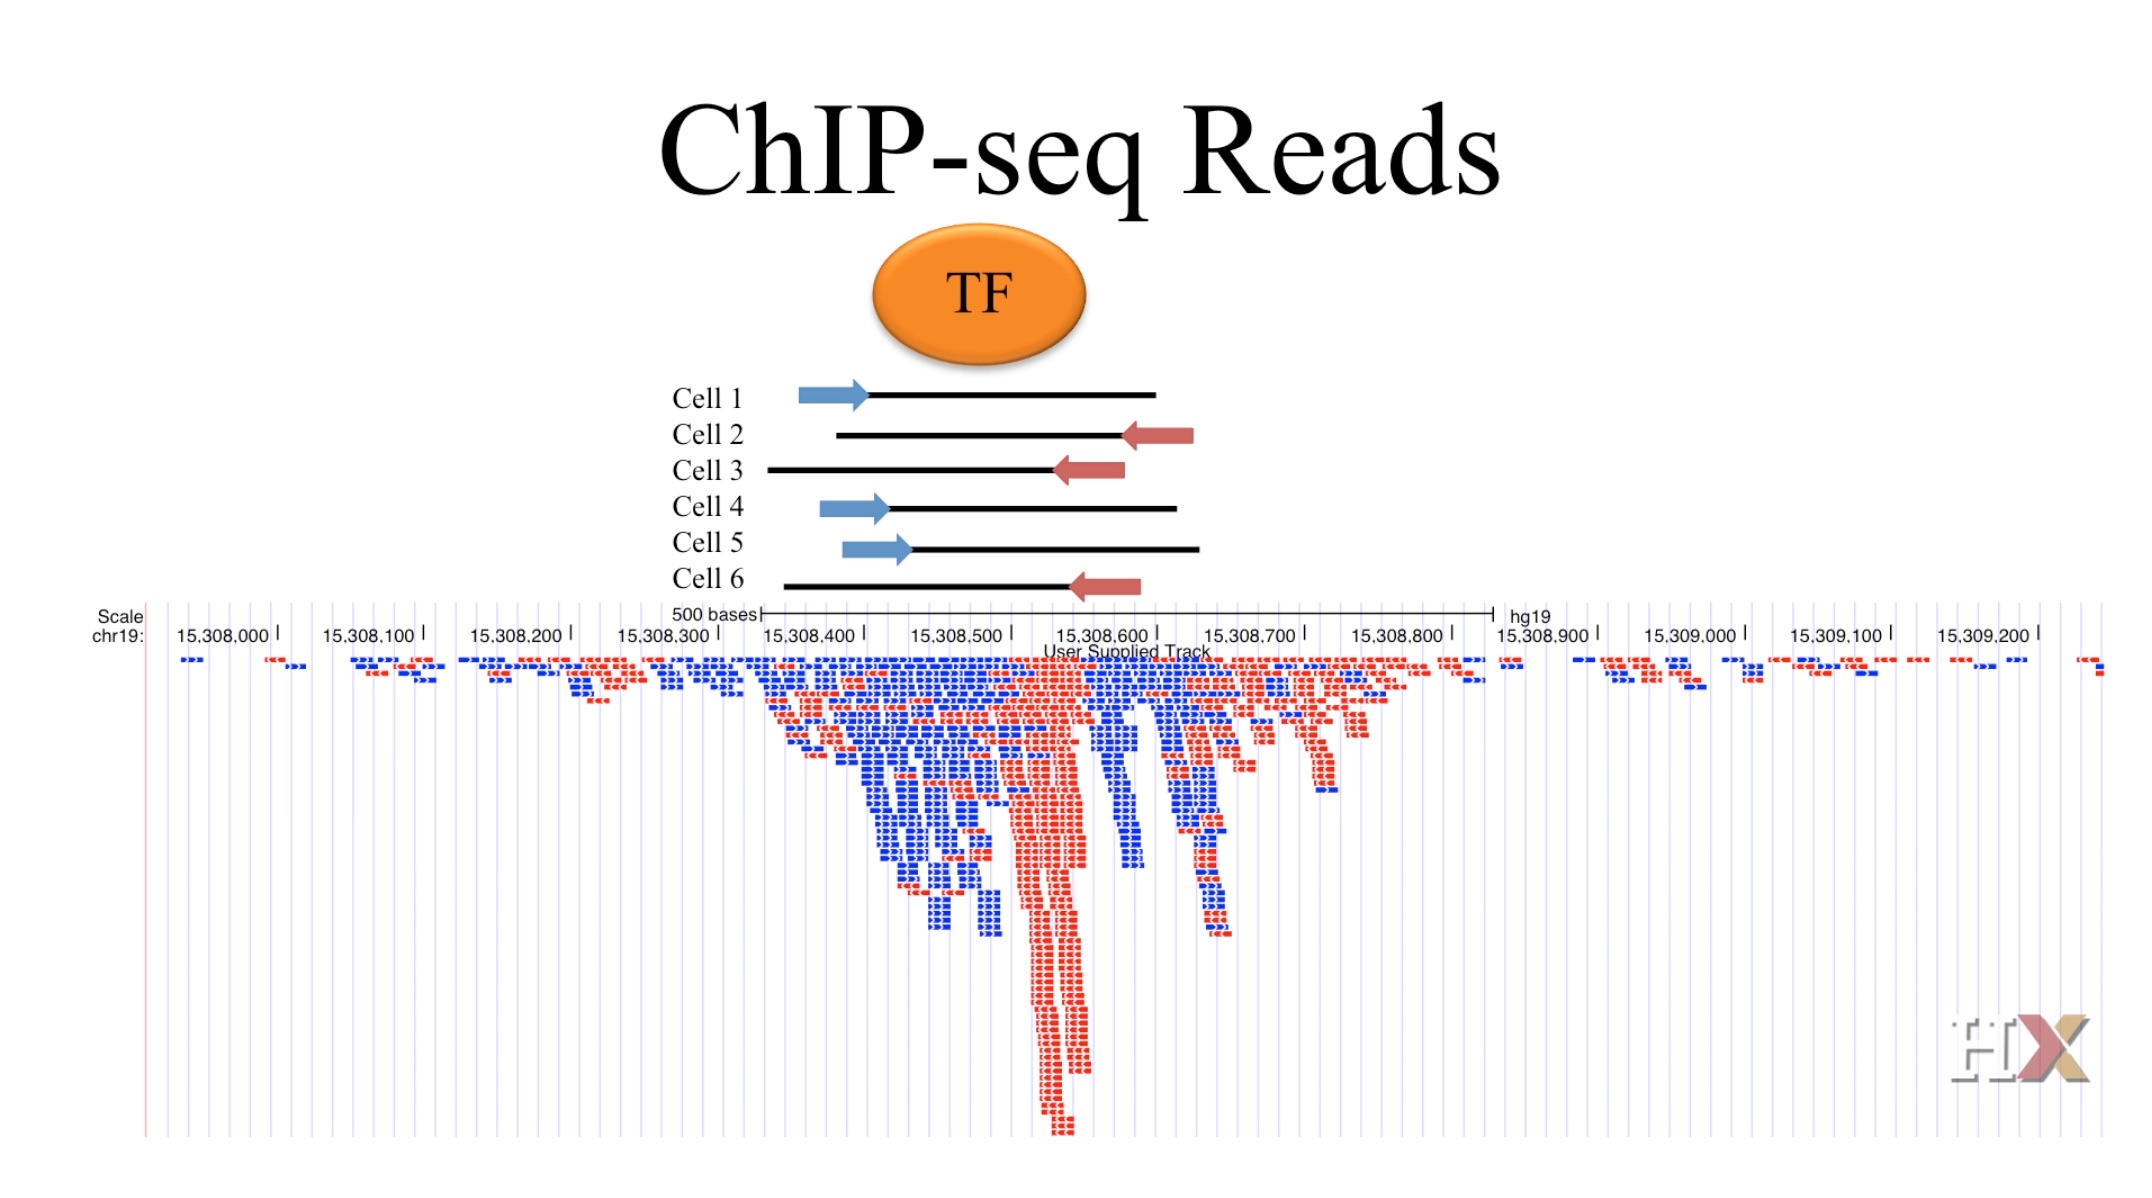 ChIP-seq Reads
TF
Cell 1
Cell 2
Cell 3
Cell 4
Cell 5
Cell 6
Scale 500 bases hg19
chr19: 15,308,000 15,308,100 15,308,200 15,308,300 15,308,400 15,308,500 15,308,600 15,308,700 15,308,800 15,308,900 15,309,000 15,309,100 15,309,200
User Supplied Track
HX